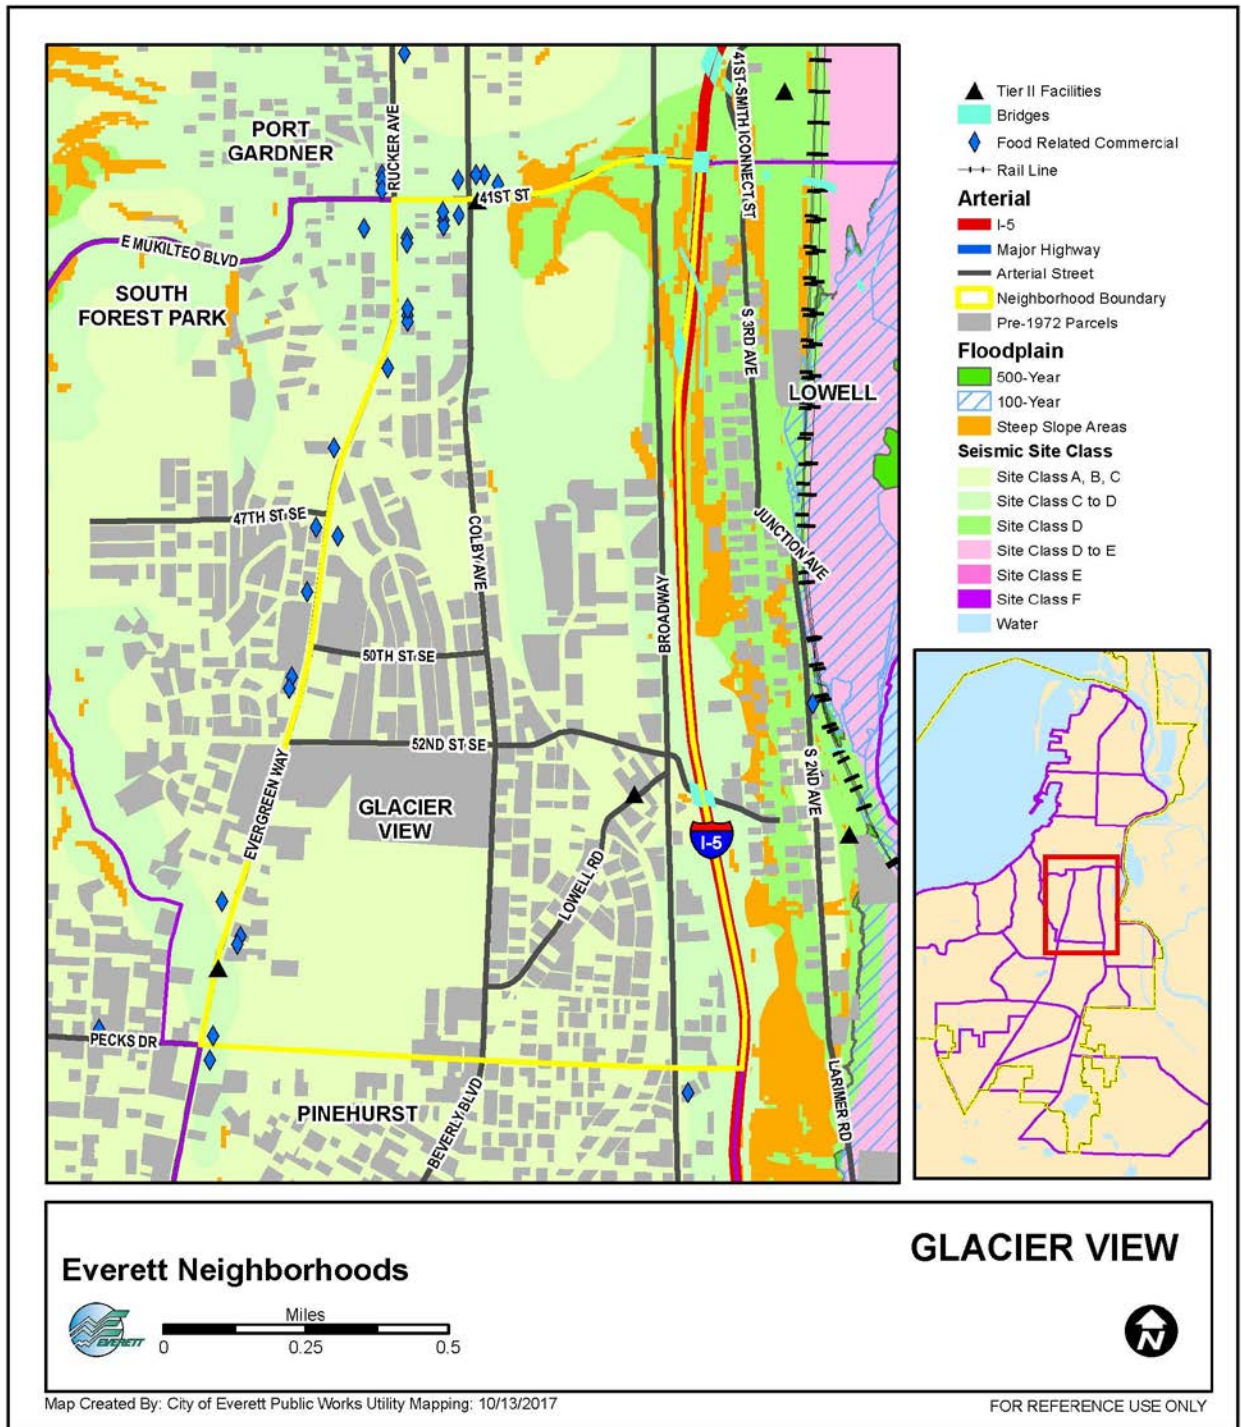 PORT
GARDNER
RUCKER AVE
41ST-SMITH (CONNECT) ST
41ST ST
E MUKILTEO BLVD
SOUTH
FOREST PARK
S 3RD AVE
LOWELL
47TH ST SE
COLBY AVE
JUNCTION AVE
BROADWAY
50TH ST SE
52ND ST SE
S 2ND AVE
EVERGREEN WAY
GLACIER
VIEW
I-5
LOWELL RD
PECKS DR
LARIMER RD
PINEHURST
BEVERLY BLVD
Tier II Facilities
Bridges
Food Related Commercial
Rail Line
Arterial
I-5
Major Highway
Arterial Street
Neighborhood Boundary
Pre-1972 Parcels
Floodplain
500-Year
100-Year
Steep Slope Areas
Seismic Site Class
Site Class A, B, C
Site Class C to D
Site Class D
Site Class D to E
Site Class E
Site Class F
Water
GLACIER VIEW
Everett Neighborhoods
EVERETT
Miles
0 0.25 0.5
N
Map Created By: City of Everett Public Works Utility Mapping: 10/13/2017
FOR REFERENCE USE ONLY